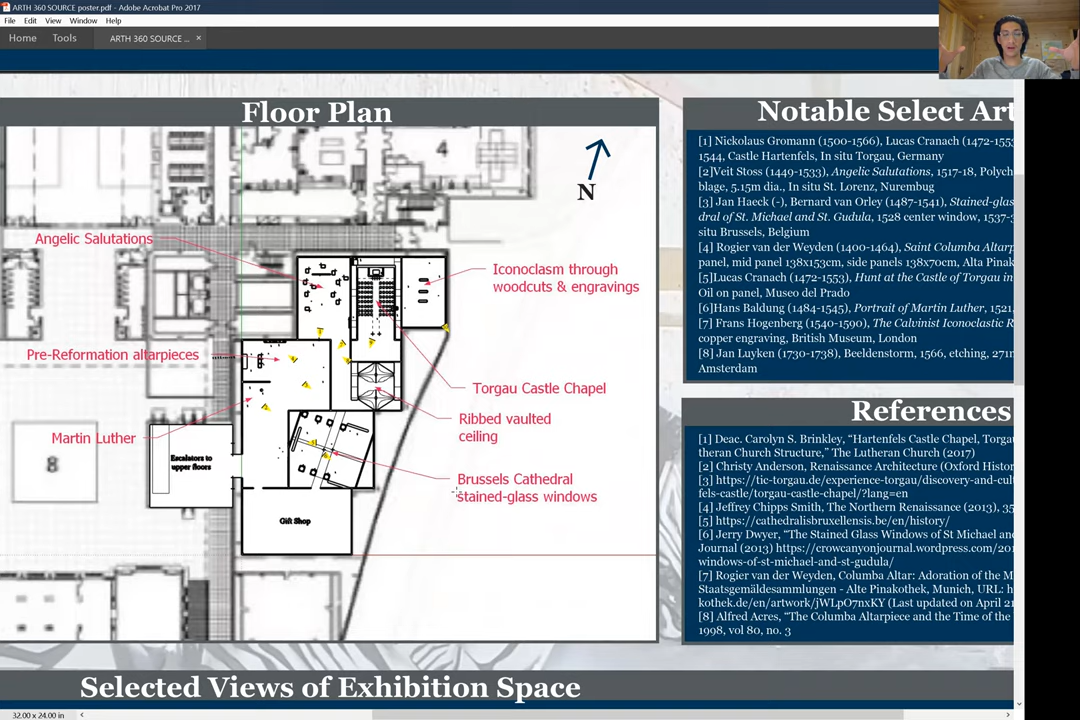 ARTH 360 SOURCE poster.pdf - Adobe Acrobat Pro 2017
File Edit View Window Help
Home Tools ARTH 360 SOURCE ... ×
Floor Plan
4
N
Angelic Salutations
Iconoclasm through
woodcuts & engravings
Pre-Reformation altarpieces
Torgau Castle Chapel
Ribbed vaulted
ceiling
Martin Luther
8
Escalators to
upper floors
Brussels Cathedral
stained-glass windows
Gift Shop
Notable Select Art
[1] Nickolaus Gromann (1500-1566), Lucas Cranach (1472-155
1544, Castle Hartenfels, In situ Torgau, Germany
[2]Veit Stoss (1449-1533), Angelic Salutations, 1517-18, Polych
blage, 5.15m dia., In situ St. Lorenz, Nuremburg
[3] Jan Haeck (-), Bernard van Orley (1487-1541), Stained-glas
dral of St. Michael and St. Gudula, 1528 center window, 1537-
situ Brussels, Belgium
[4] Rogier van der Weyden (1400-1464), Saint Columba Altarp
panel, mid panel 138x153cm, side panels 138x70cm, Alta Pinak
[5]Lucas Cranach (1472-1553), Hunt at the Castle of Torgau in
Oil on panel, Museo del Prado
[6]Hans Baldung (1484-1545), Portrait of Martin Luther, 1521,
[7] Frans Hogenberg (1540-1590), The Calvinist Iconoclastic R
copper engraving, British Museum, London
[8] Jan Luyken (1730-1738), Beeldenstorm, 1566, etching, 271m
Amsterdam
References
[1] Deac. Carolyn S. Brinkley, “Hartenfels Castle Chapel, Torga
theran Church Structure,” The Lutheran Church (2017)
[2] Christy Anderson, Renaissance Architecture (Oxford Histor
[3] https://tic-torgau.de/experience-torgau/discovery-and-cul
fels-castle/torgau-castle-chapel/?lang=en
[4] Jeffrey Chipps Smith, The Northern Renaissance (2013), 35
[5] https://cathedralisbruxellensis.be/en/history/
[6] Jerry Dwyer, “The Stained Glass Windows of St Michael and
Journal (2013) https://crowcanyonjournal.wordpress.com/201
windows-of-st-michael-and-st-gudula/
[7] Rogier van der Weyden, Columba Altar: Adoration of the M
Staatsgemäldesammlungen - Alte Pinakothek, Munich, URL: h
kothek.de/en/artwork/jWLpO7nxKY (Last updated on April 21
[8] Alfred Acres, “The Columba Altarpiece and the Time of the
1998, vol 80, no. 3
Selected Views of Exhibition Space
32.00 x 24.00 in